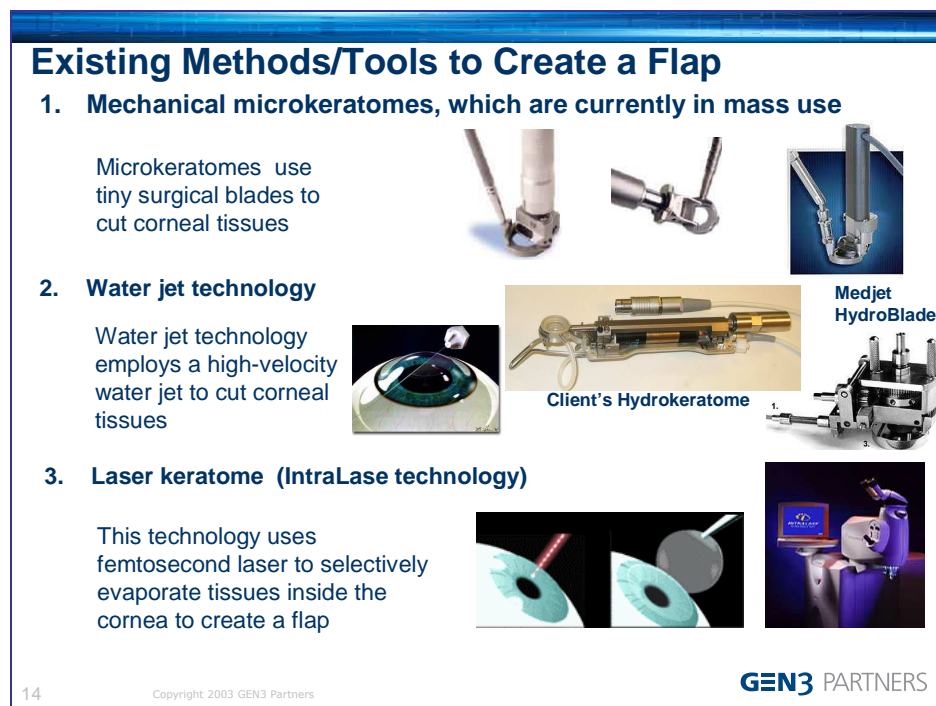 Existing Methods/Tools to Create a Flap
1. Mechanical microkeratomes, which are currently in mass use
Microkeratomes use
tiny surgical blades to
cut corneal tissues
2. Water jet technology
Water jet technology
employs a high-velocity
water jet to cut corneal
tissues
Client's Hydrokeratome
Medjet
HydroBlade
1.
3.
3. Laser keratome (IntraLase technology)
This technology uses
femtosecond laser to selectively
evaporate tissues inside the
cornea to create a flap
INTRALASE
14
Copyright 2003 GEN3 Partners
GEN3 PARTNERS